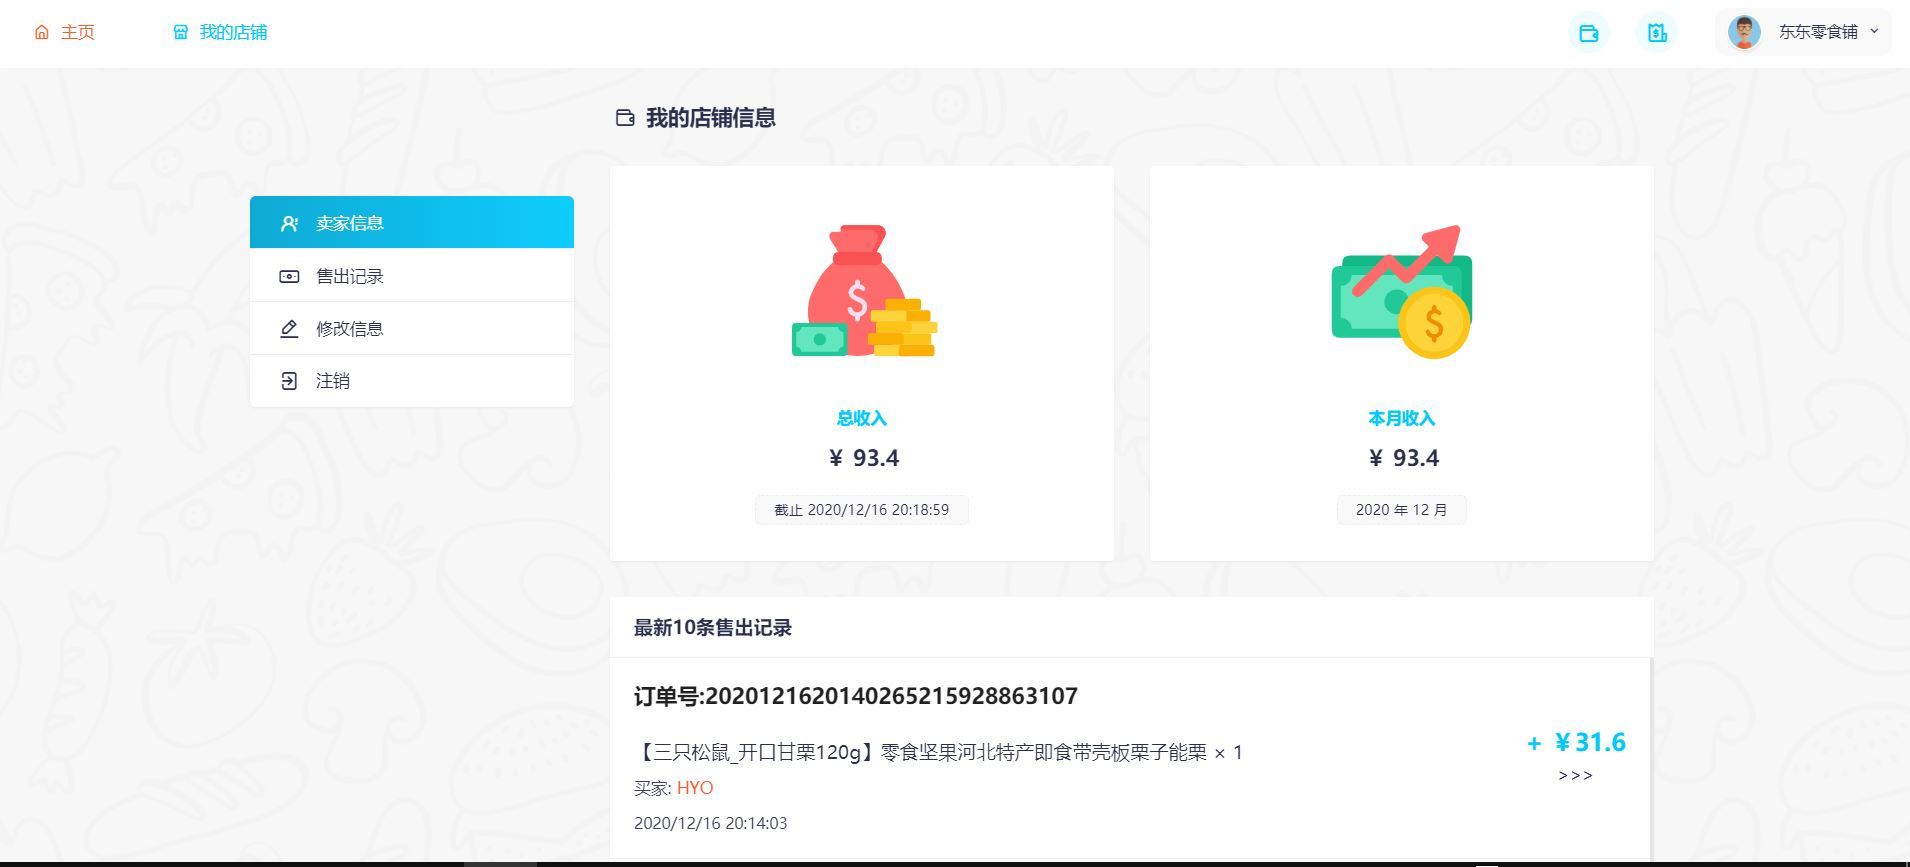 主页
我的店铺
东东零食铺
我的店铺信息
卖家信息
售出记录
修改信息
注销
总收入
¥ 93.4
截止 2020/12/16 20:18:59
本月收入
¥ 93.4
2020 年 12 月
最新10条售出记录
订单号:20201216201402652159288 63107
【三只松鼠_开口甘栗120g】零食坚果河北特产即食带壳板栗子能栗 × 1
+ ¥31.6
>>>
买家: HYO
2020/12/16 20:14:03